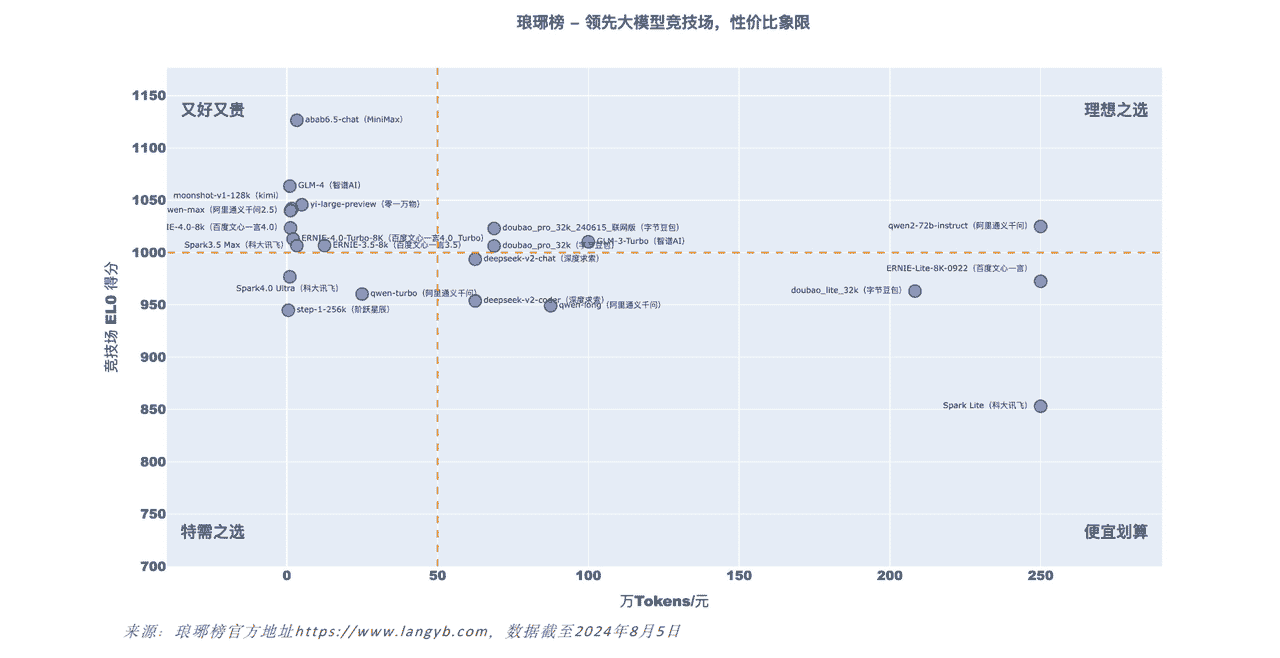 琅琊榜 – 领先大模型竞技场，性价比象限
1150
又好又贵
理想之选
abab6.5-chat（MiniMax）
1100
GLM-4（智谱AI）
moonshot-v1-128k（kimi）
1050
yi-large-preview（零一万物）
wen-max（阿里通义千问2.5）
IE-4.0-8k（百度文心一言4.0）
doubao_pro_32k_240615_联网版（字节豆包）
qwen2-72b-instruct（阿里通义千问）
ERNIE-4.0-Turbo-8K（百度文心一言4.0_Turbo）
GLM-3-Turbo（智谱AI）
Spark3.5 Max（科大讯飞）
ERNIE-3.5-8k（百度文心一言3.5）
doubao_pro_32k（字节豆包）
1000
deepseek-v2-chat（深度求索）
ERNIE-Lite-8K-0922（百度文心一言）
Spark4.0 Ultra（科大讯飞）
qwen-turbo（阿里通义千问）
doubao_lite_32k（字节豆包）
deepseek-v2-coder（深度求索）
950
qwen-long（阿里通义千问）
step-1-256k（阶跃星辰）
竞技场 ELO 得分
900
850
Spark Lite（科大讯飞）
800
750
特需之选
便宜划算
700
0
50
100
150
200
250
万Tokens/元
来源：琅琊榜官方地址https://www.langyb.com，数据截至2024年8月5日